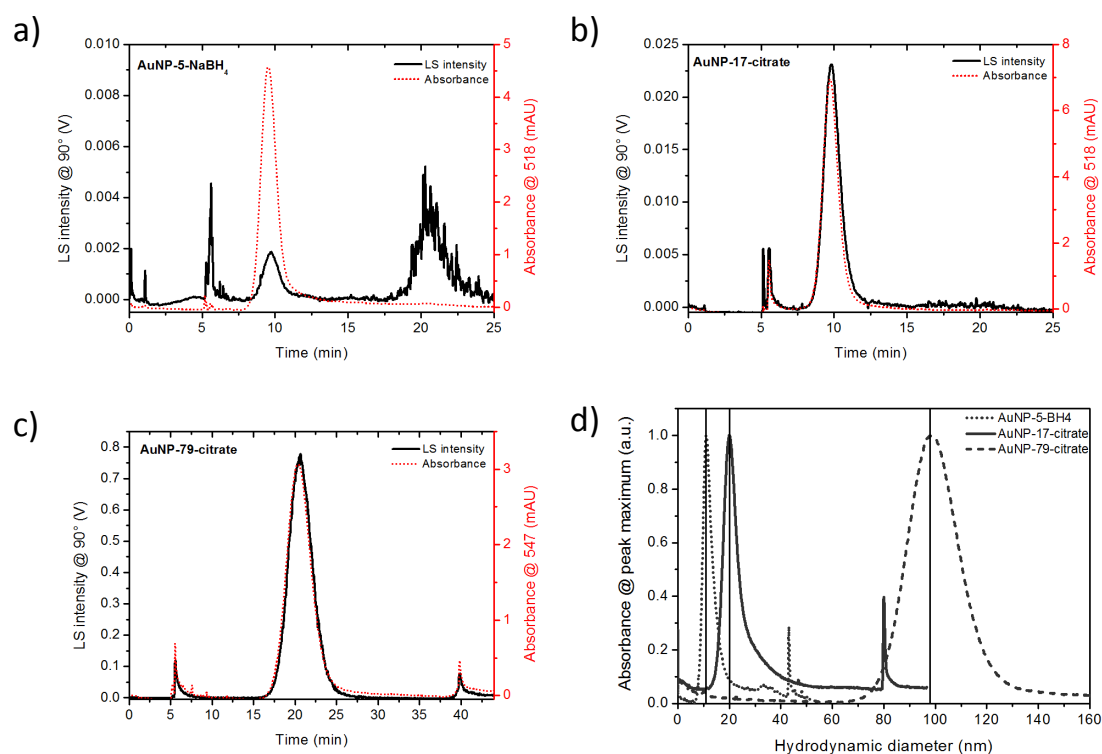 a)
AuNP-5-NaBH4
LS intensity
Absorbance
0.010
0.008
0.006
0.004
0.002
0.000
LS intensity @ 90° (V)
5
4
3
2
1
0
Absorbance @ 518 (mAU)
0 5 10 15 20 25
Time (min)
b)
AuNP-17-citrate
LS intensity
Absorbance
0.025
0.020
0.015
0.010
0.005
0.000
LS intensity @ 90° (V)
8
6
4
2
0
Absorbance @ 518 (mAU)
0 5 10 15 20 25
Time (min)
c)
AuNP-79-citrate
LS intensity
Absorbance
0.8
0.7
0.6
0.5
0.4
0.3
0.2
0.1
0.0
LS intensity @ 90° (V)
3
2
1
0
Absorbance @ 547 (mAU)
0 5 10 15 20 25 30 35 40
Time (min)
d)
AuNP-5-BH4
AuNP-17-citrate
AuNP-79-citrate
1.0
0.8
0.6
0.4
0.2
0.0
Absorbance @ peak maximum (a.u.)
0 20 40 60 80 100 120 140 160
Hydrodynamic diameter (nm)